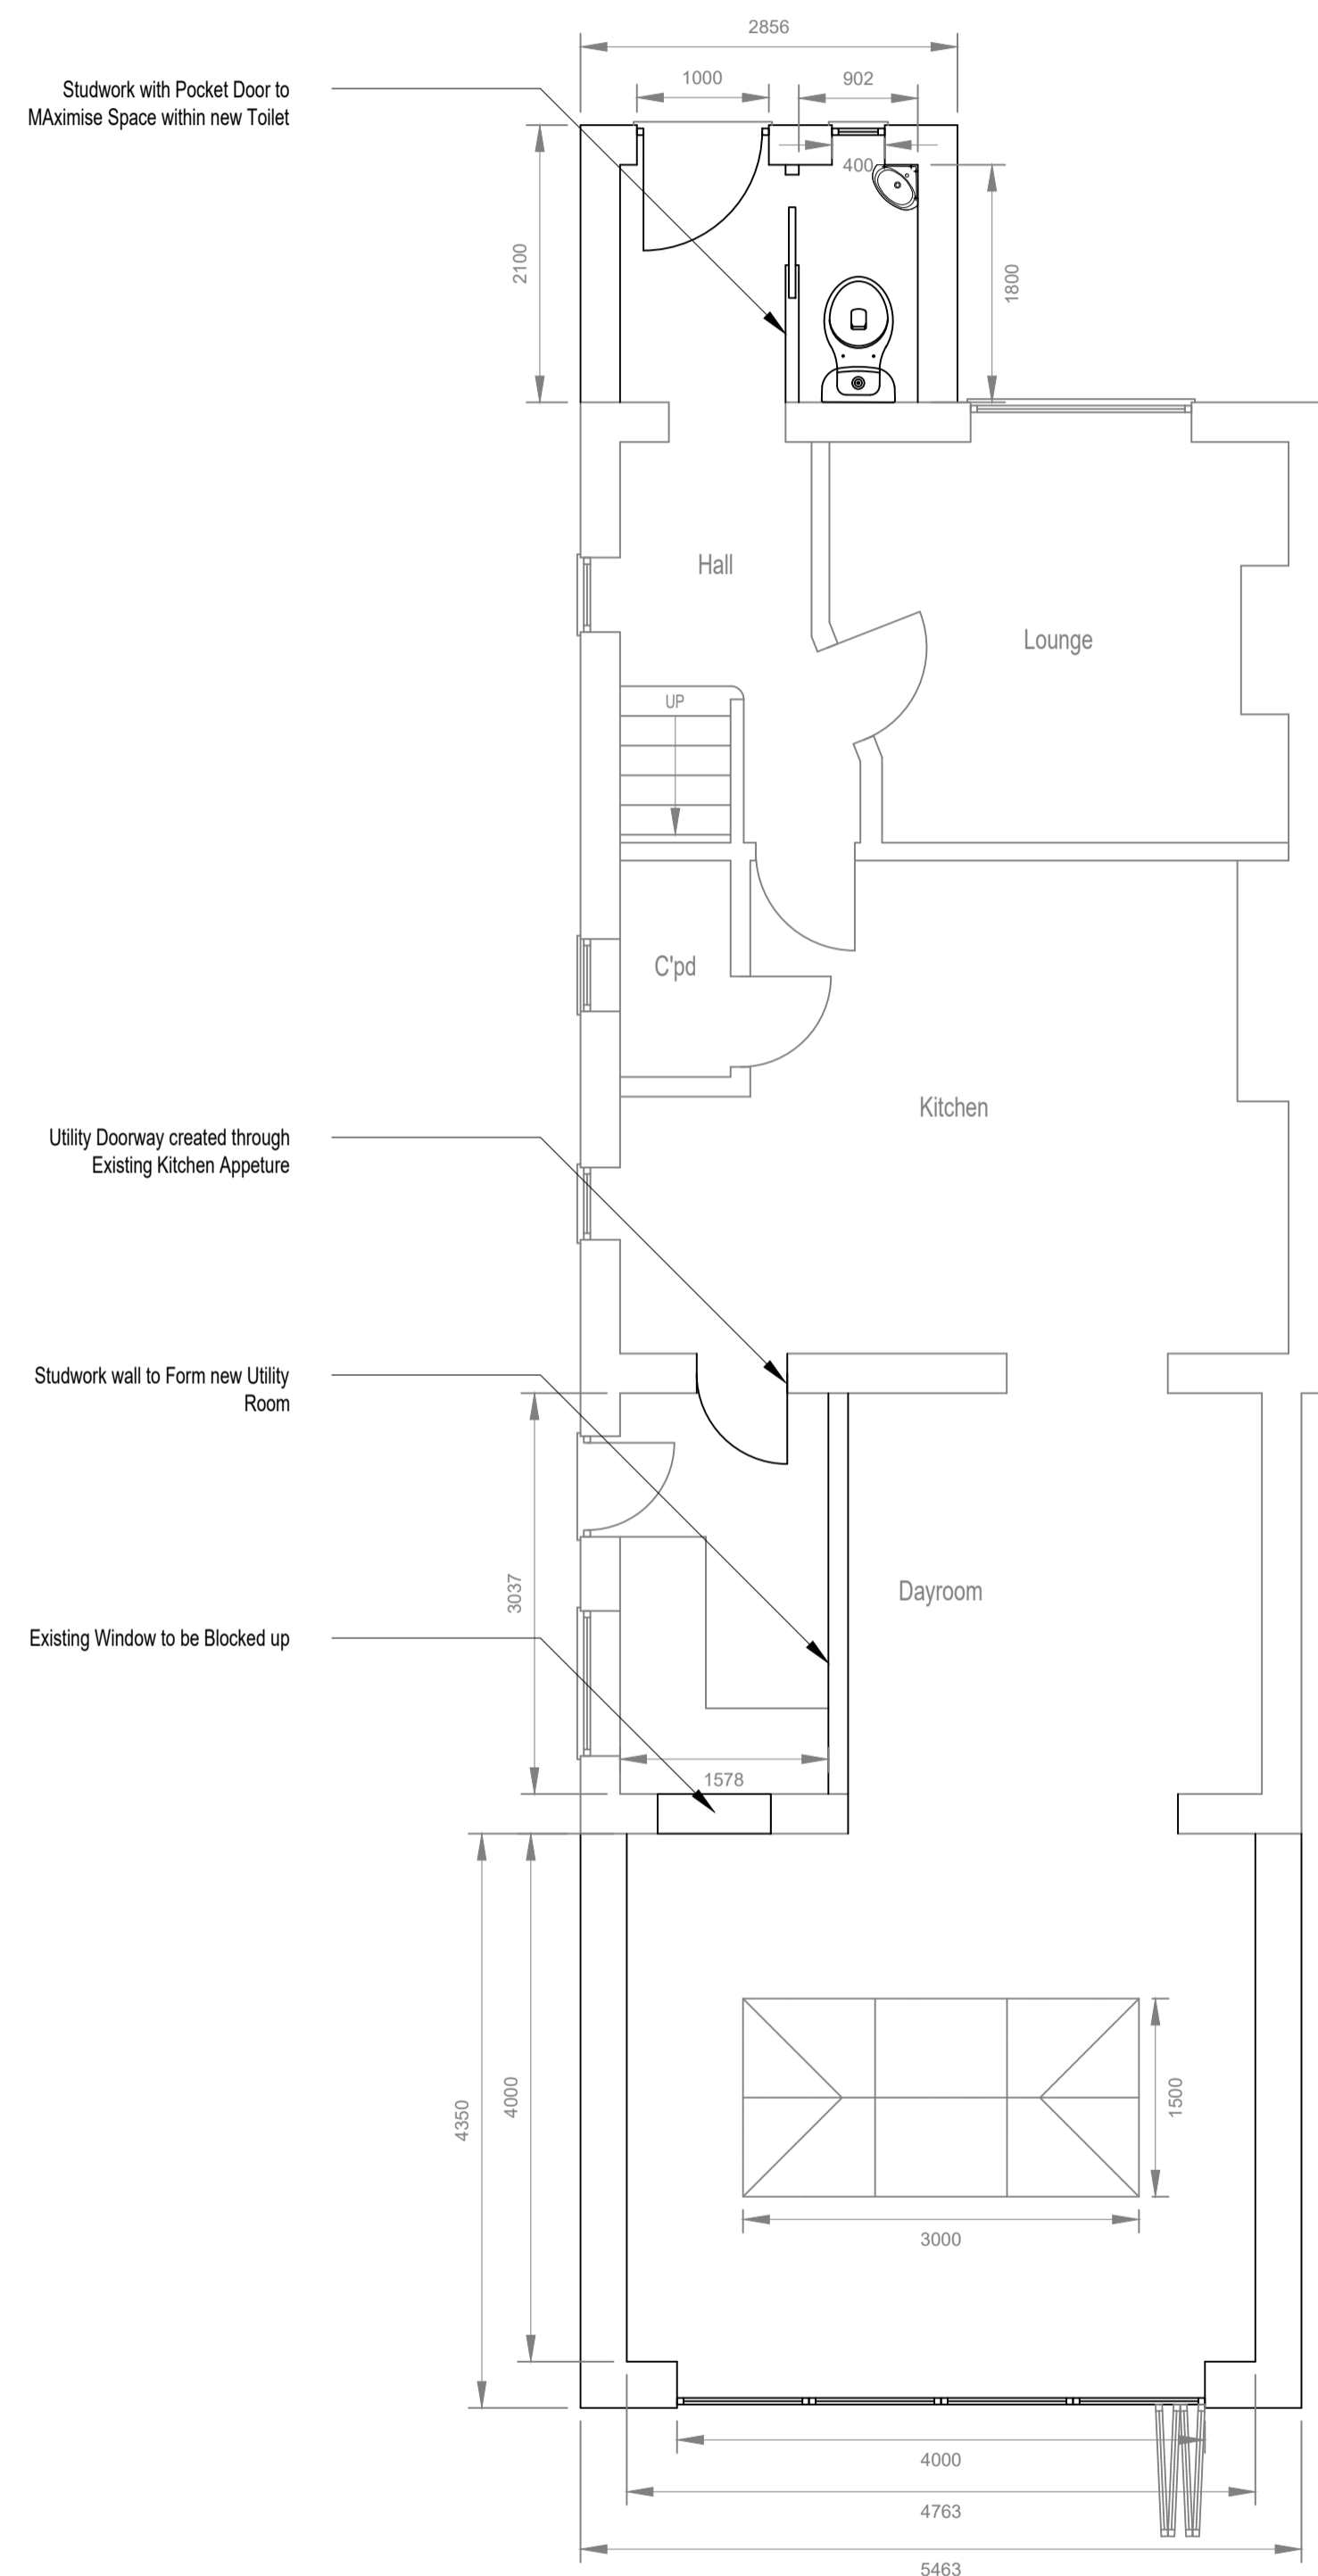 2856
1000
902
Studwork with Pocket Door to
MAximise Space within new Toilet
400
2100
1800
Hall
Lounge
UP
C'pd
Kitchen
Utility Doorway created through
Existing Kitchen Appeture
Studwork wall to Form new Utility
Room
3037
Dayroom
Existing Window to be Blocked up
1578
4350
4000
1500
3000
4000
4763
5463